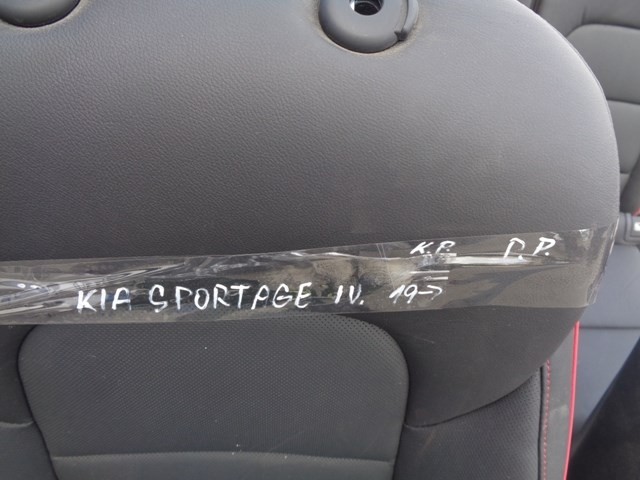 K.P. P.P.
KIA SPORTAGE IV. 19->